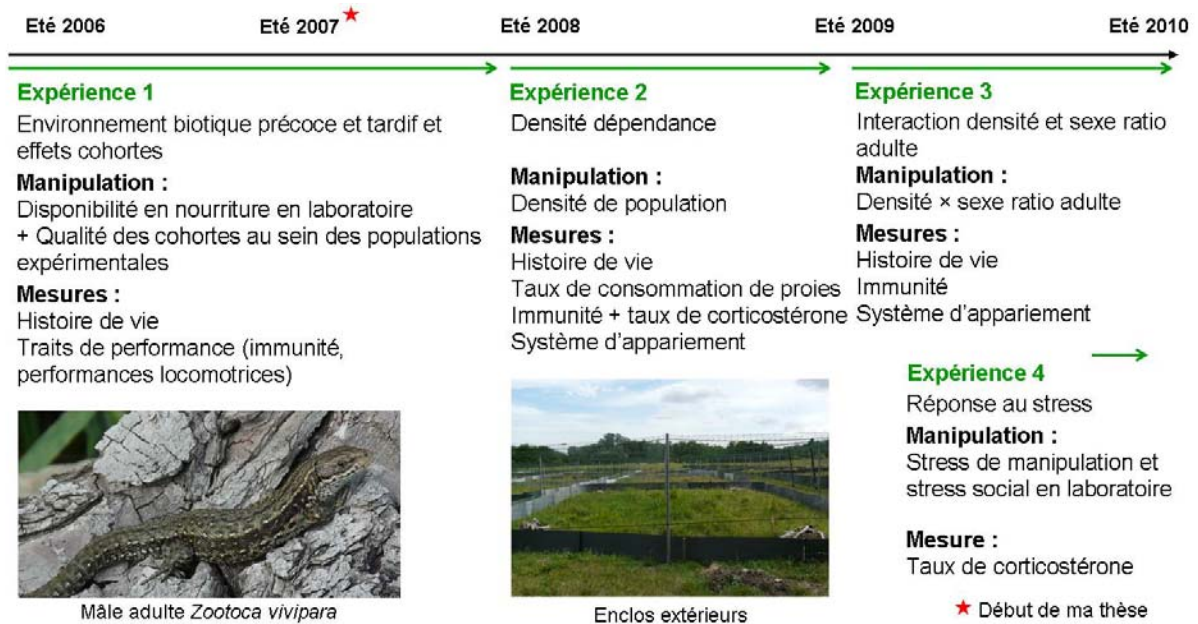 Eté 2006
Eté 2007
Eté 2008
Eté 2009
Eté 2010
Expérience 1
Environnement biotique précoce et tardif et
effets cohortes
Manipulation :
Disponibilité en nourriture en laboratoire
+ Qualité des cohortes au sein des populations
expérimentales
Mesures :
Histoire de vie
Traits de performance (immunité,
performances locomotrices)
Mâle adulte Zootoca vivipara
Expérience 2
Densité dépendance
Manipulation :
Densité de population
Mesures :
Histoire de vie
Taux de consommation de proies
Immunité + taux de corticostérone
Système d'appariement
Enclos extérieurs
Expérience 3
Interaction densité et sexe ratio
adulte
Manipulation :
Densité × sexe ratio adulte
Mesures :
Histoire de vie
Immunité
Système d'appariement
Expérience 4
Réponse au stress
Manipulation :
Stress de manipulation et
stress social en laboratoire
Mesure :
Taux de corticostérone
★ Début de ma thèse